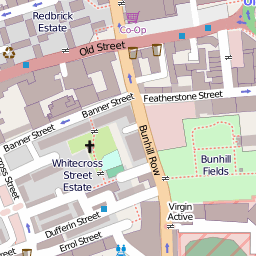 Redbrick
Estate
Co-Op
Old Street
Banner Street
Featherstone Street
Banner Street
Bunhill Row
Whitecross
Street
Estate
Bunhill
Fields
Virgin
Active
Dufferin Street
Errol Street